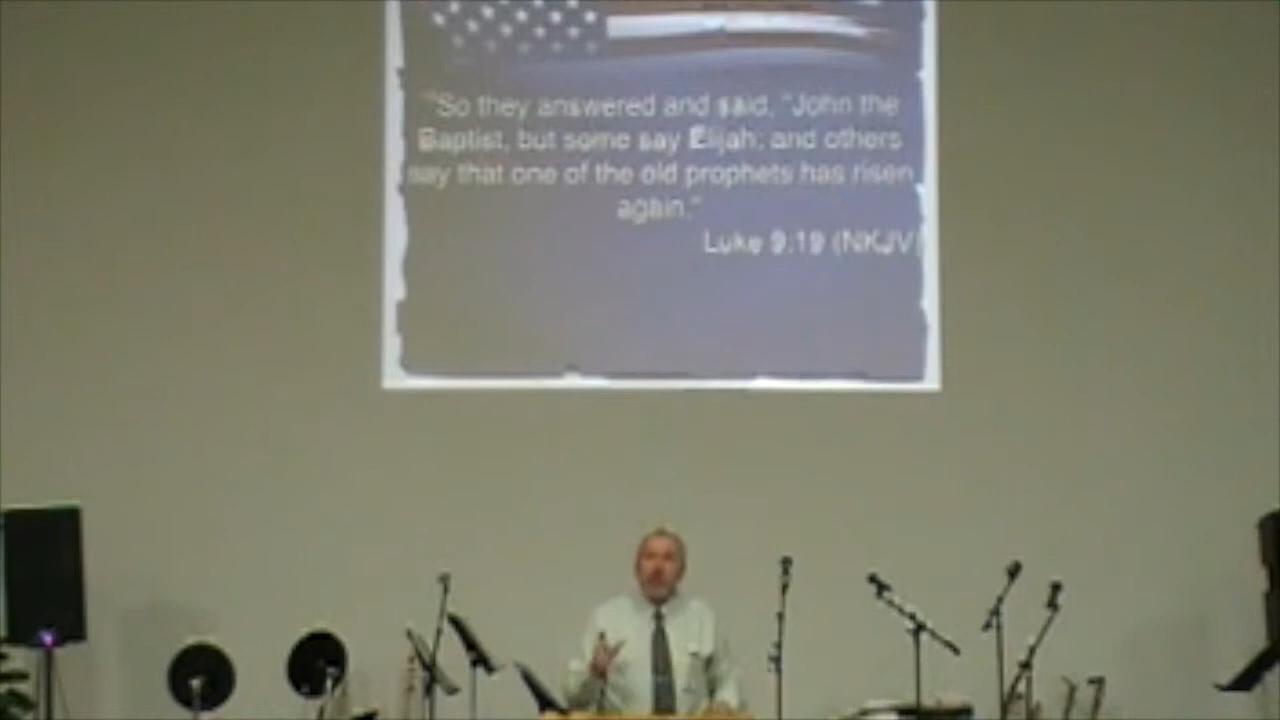 "So they answered and said, "John the
Baptist, but some say Elijah; and others
say that one of the old prophets has risen
again."
Luke 9:19 (NKJV)